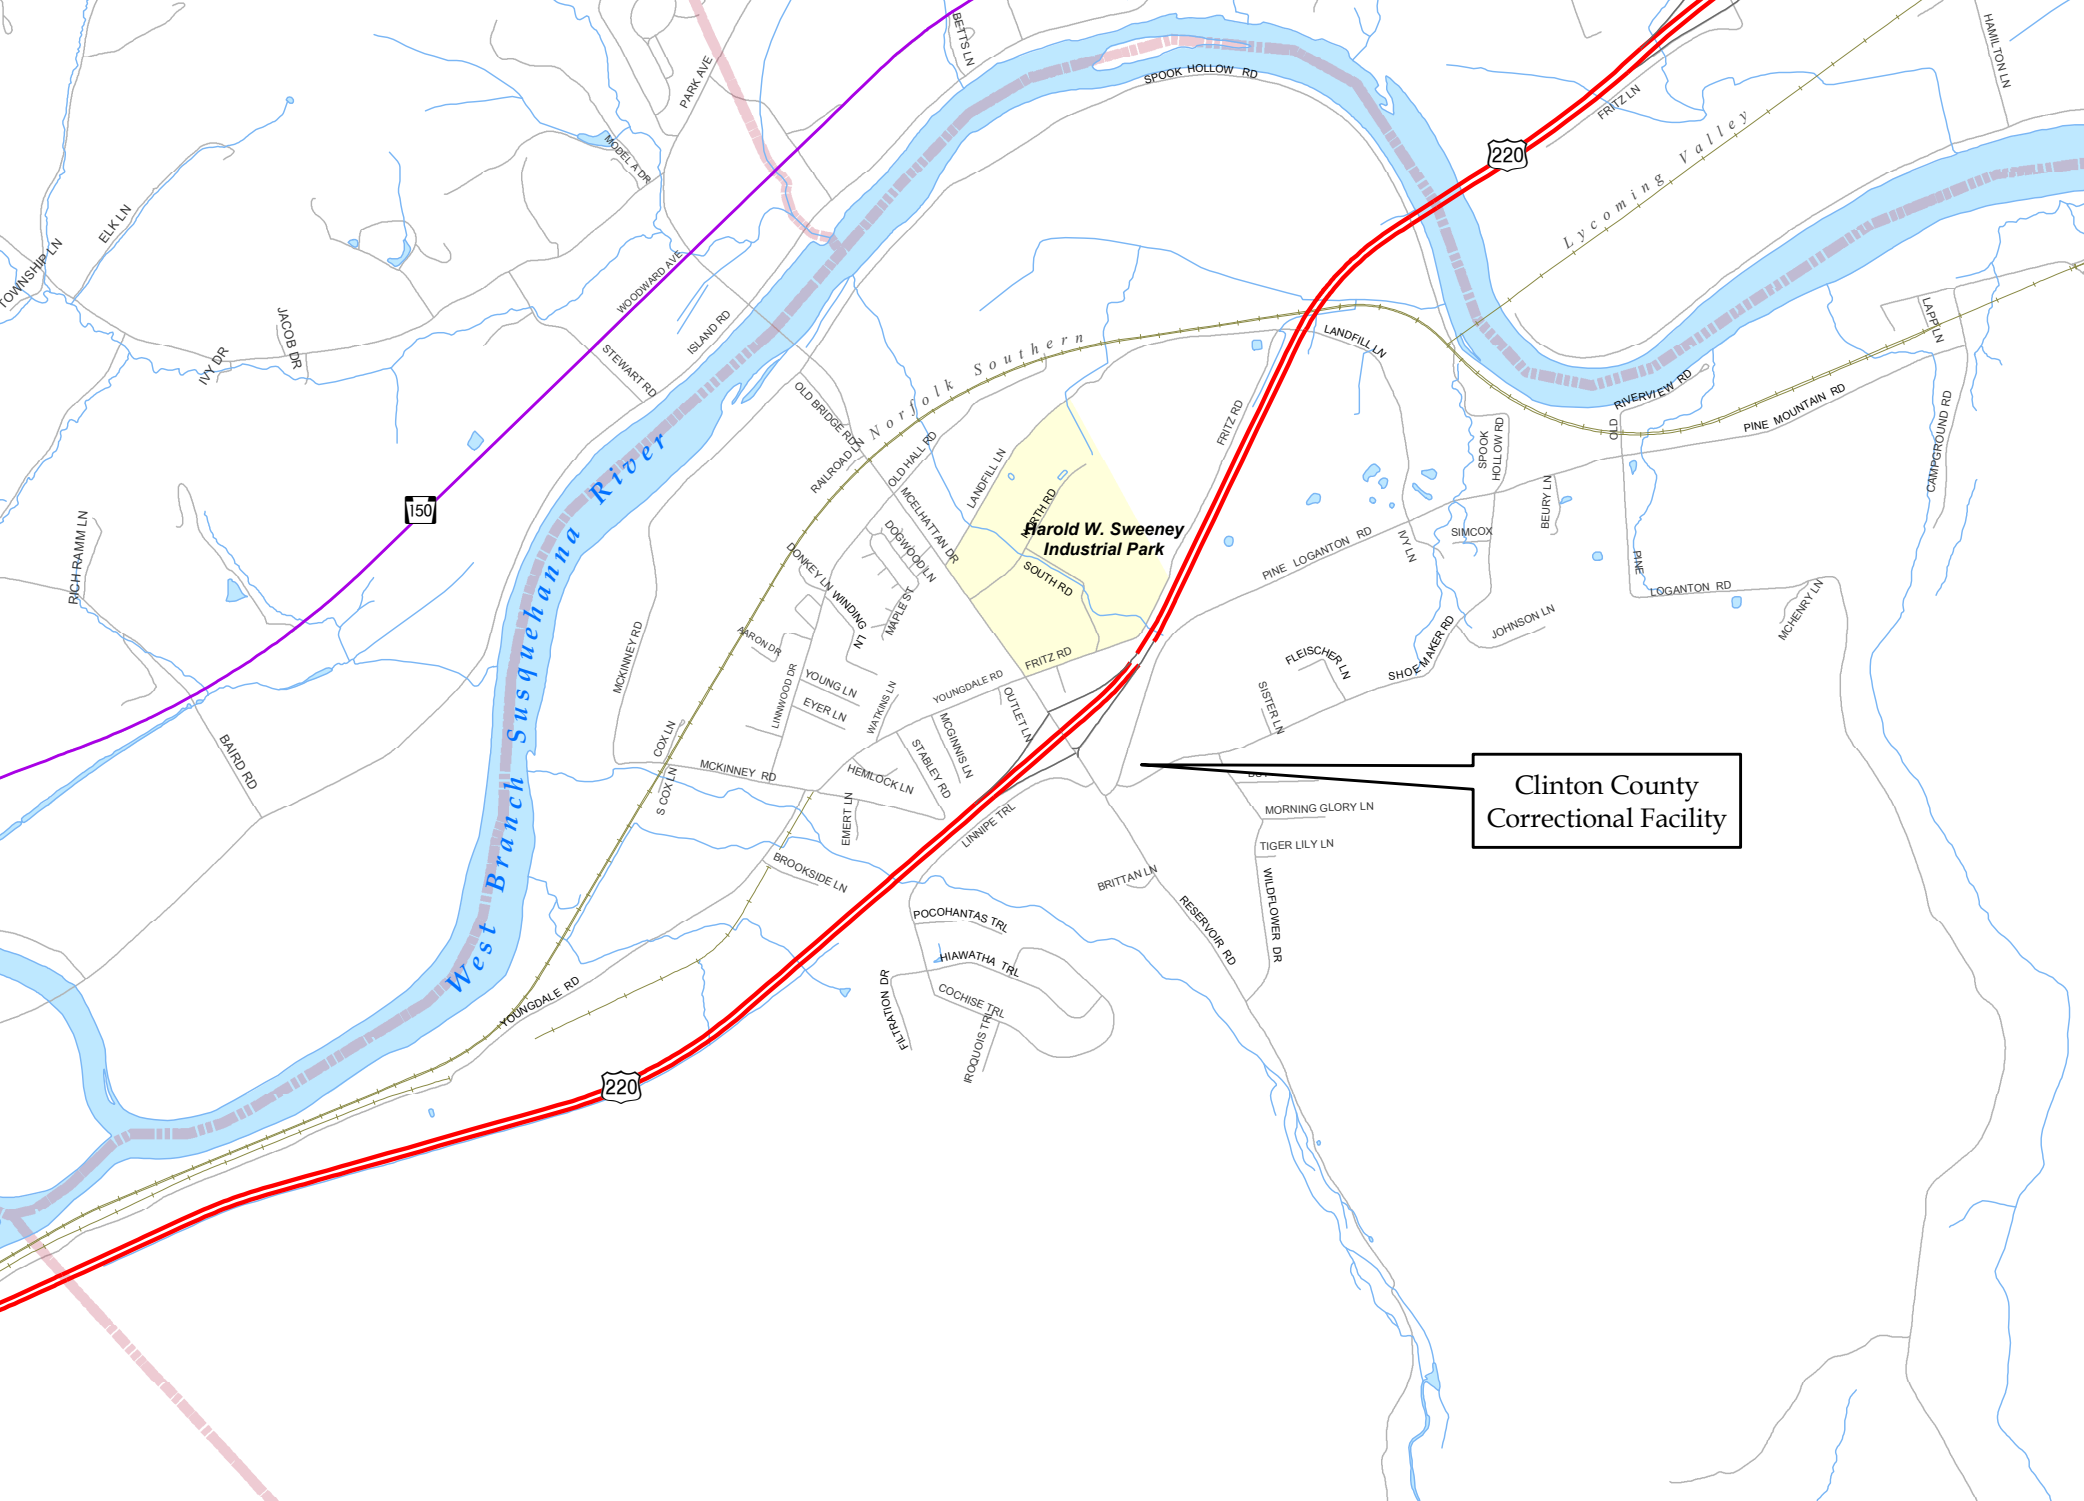 BETTS LN
HAMILTON LN
PARK AVE
SPOOK HOLLOW RD
FRITZ LN
Lycoming Valley
220
MODEL A DR
ELK LN
TOWNSHIP LN
WOODWARD AVE
ISLAND RD
JACOB DR
IVY DR
STEWART RD
Norfolk Southern
LANDFILL LN
LAPP LN
RIVERVIEW RD
OLD
PINE MOUNTAIN RD
CAMPGROUND RD
OLD BRIDGE RD
RAILROAD LN
OLD HALL RD
FRITZ RD
SPOOK
HOLLOW RD
LANDFILL LN
MCELHATTAN DR
NORTH RD
Harold W. Sweeney
Industrial Park
SOUTH RD
150
West Branch Susquehanna River
RICH RAMM LN
DOGWOOD LN
DONKEY LN
WINDING LN
MAPLE ST
PINE LOGANTON RD
IVY LN
SIMCOX
BEURY LN
PINE
LOGANTON RD
MCHENRY LN
JOHNSON LN
SHOEMAKER RD
FLEISCHER LN
SISTER LN
MCKINNEY RD
AARON DR
LINNWOOD DR
YOUNG LN
EYER LN
WATKINS LN
YOUNGDALE RD
FRITZ RD
OUTLET LN
MCGINNIS LN
STABLEY RD
BAIRD RD
COX LN
S COX LN
MCKINNEY RD
HEMLOCK LN
EMERT LN
LINNIPE TRL
BROOKSIDE LN
Clinton County
Correctional Facility
MORNING GLORY LN
TIGER LILY LN
WILDFLOWER DR
BRITTAN LN
RESERVOIR RD
POCOHANTAS TRL
HIAWATHA TRL
COCHISE TRL
IROQUOIS TRL
FILTRATION DR
YOUNGDALE RD
220